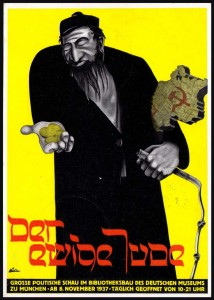 Der
ewige Jude
GROSSE POLITISCHE SCHAU IM BIBLIOTHEKSBAU DES DEUTSCHEN MUSEUMS
ZU MÜNCHEN · AB 8. NOVEMBER 1937 · TÄGLICH GEÖFFNET VON 10-21 UHR